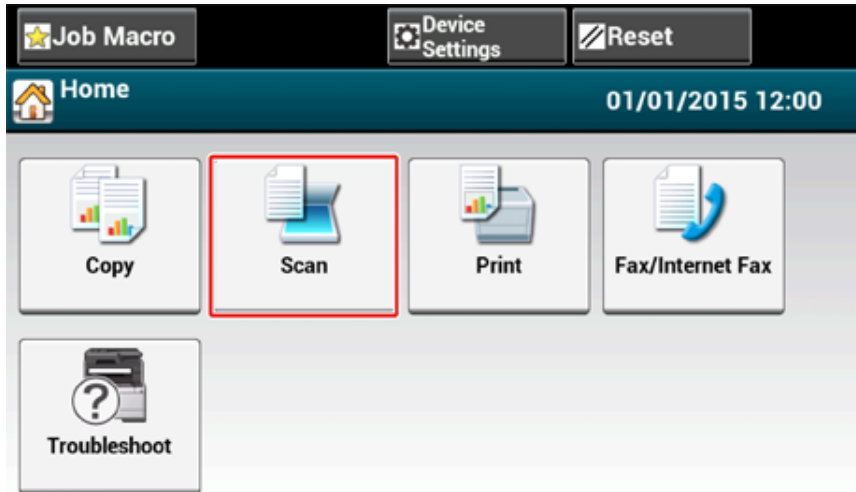 Job Macro
Device
Settings
Reset
Home
01/01/2015 12:00
Copy
Scan
Print
Fax/Internet Fax
?
Troubleshoot